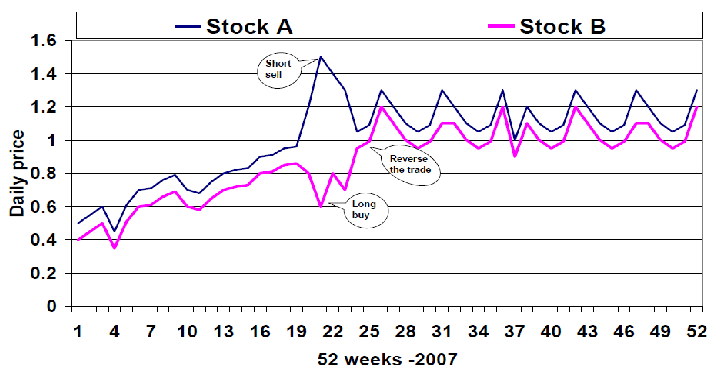 Stock A
Stock B
1.6
1.4
1.2
1
0.8
0.6
0.4
0.2
0
Daily price
Short
sell
Reverse
the trade
Long
buy
1 4 7 10 13 16 19 22 25 28 31 34 37 40 43 46 49 52
52 weeks -2007